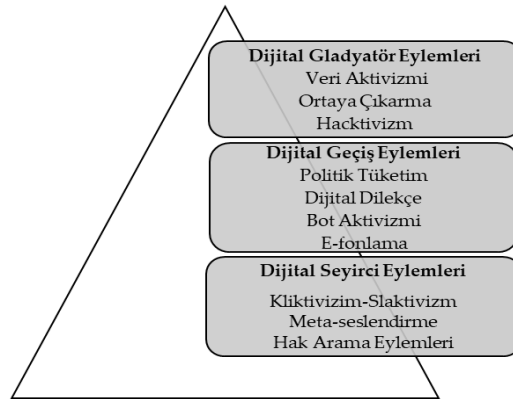 Dijital Gladyatör Eylemleri
Veri Aktivizmi
Ortaya Çıkarma
Hacktivizm
Dijital Geçiş Eylemleri
Politik Tüketim
Dijital Dilekçe
Bot Aktivizmi
E-fonlama
Dijital Seyirci Eylemleri
Kliktivizim-Slaktivizm
Meta-seslendirme
Hak Arama Eylemleri